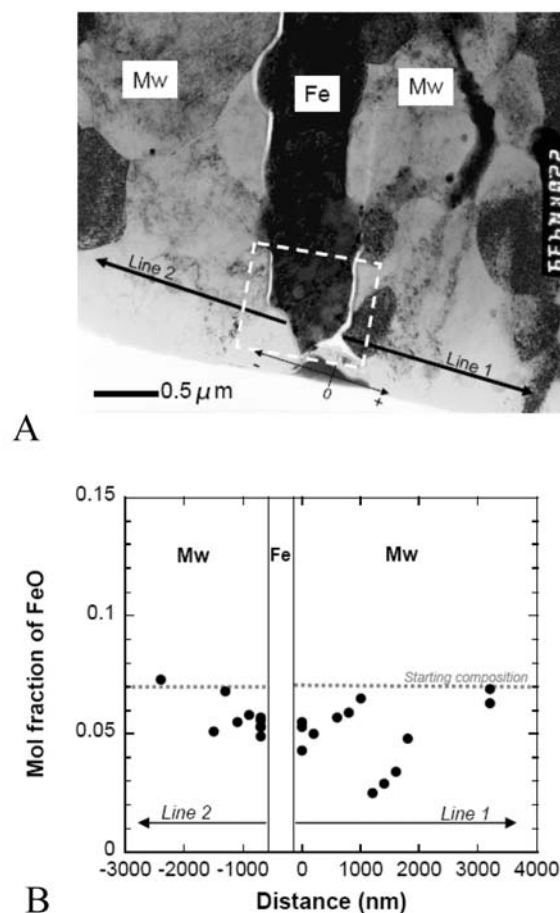 Mw
Fe
Mw
Line 2
Line 1
-
0
+
0.5 μm
A
0.15
0.1
0.05
0
Mol fraction of FeO
Mw
Fe
Mw
Starting composition
Line 2
Line 1
-3000 -2000 -1000 0 1000 2000 3000 4000
Distance (nm)
B